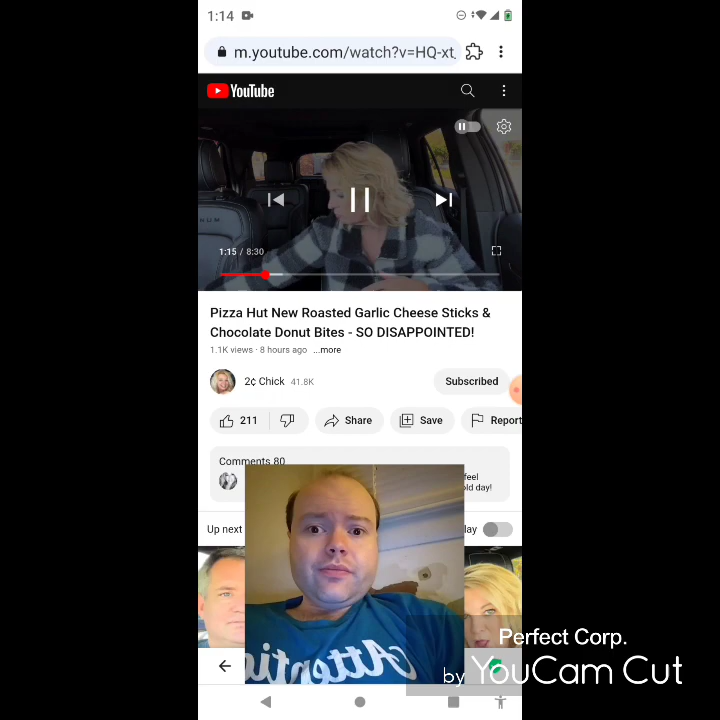 1:14
m.youtube.com/watch?v=HQ-xt
YouTube
1:15 / 8:30
Pizza Hut New Roasted Garlic Cheese Sticks &
Chocolate Donut Bites - SO DISAPPOINTED!
1.1K views · 8 hours ago ...more
2¢ Chick 41.8K Subscribed
211 Share Save Report
Comments 80
feel
old day!
Up next
Attenti
Perfect Corp.
by YouCam Cut